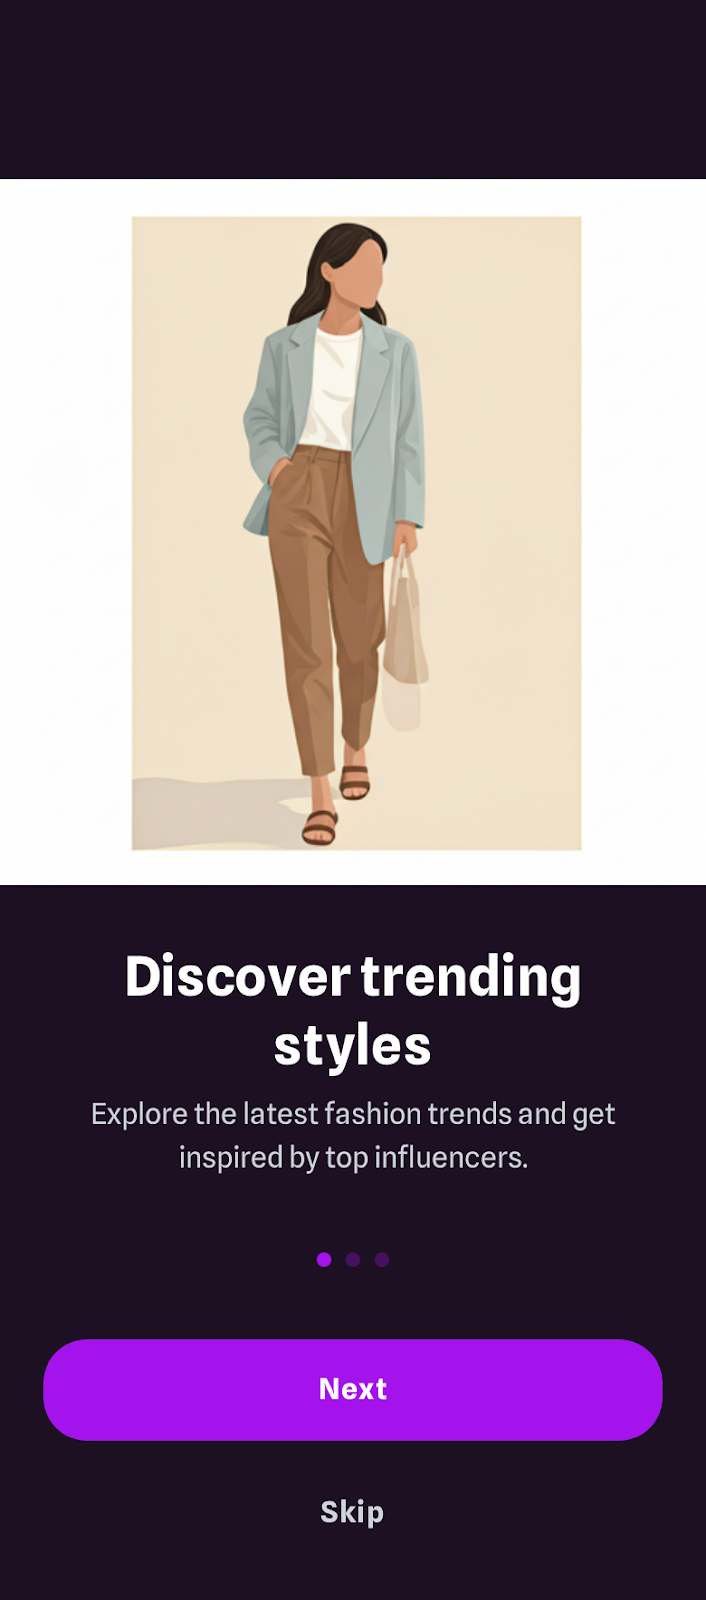 Discover trending
styles
Explore the latest fashion trends and get
inspired by top influencers.
Next
Skip